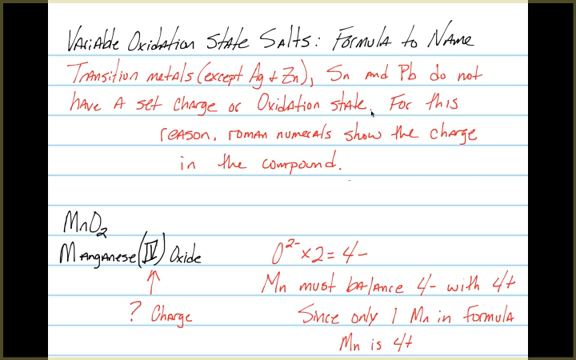 Variable Oxidation State Salts: Formula to Name
Transition metals (except Ag + Zn), Sn and Pb do not
have a set charge or Oxidation state. For this
reason, roman numerals show the charge
in the compound.
MnO₂
Manganese (IV) Oxide
? Charge
O²⁻ × 2 = 4-
Mn must balance 4- with 4+
Since only 1 Mn in formula
Mn is 4+